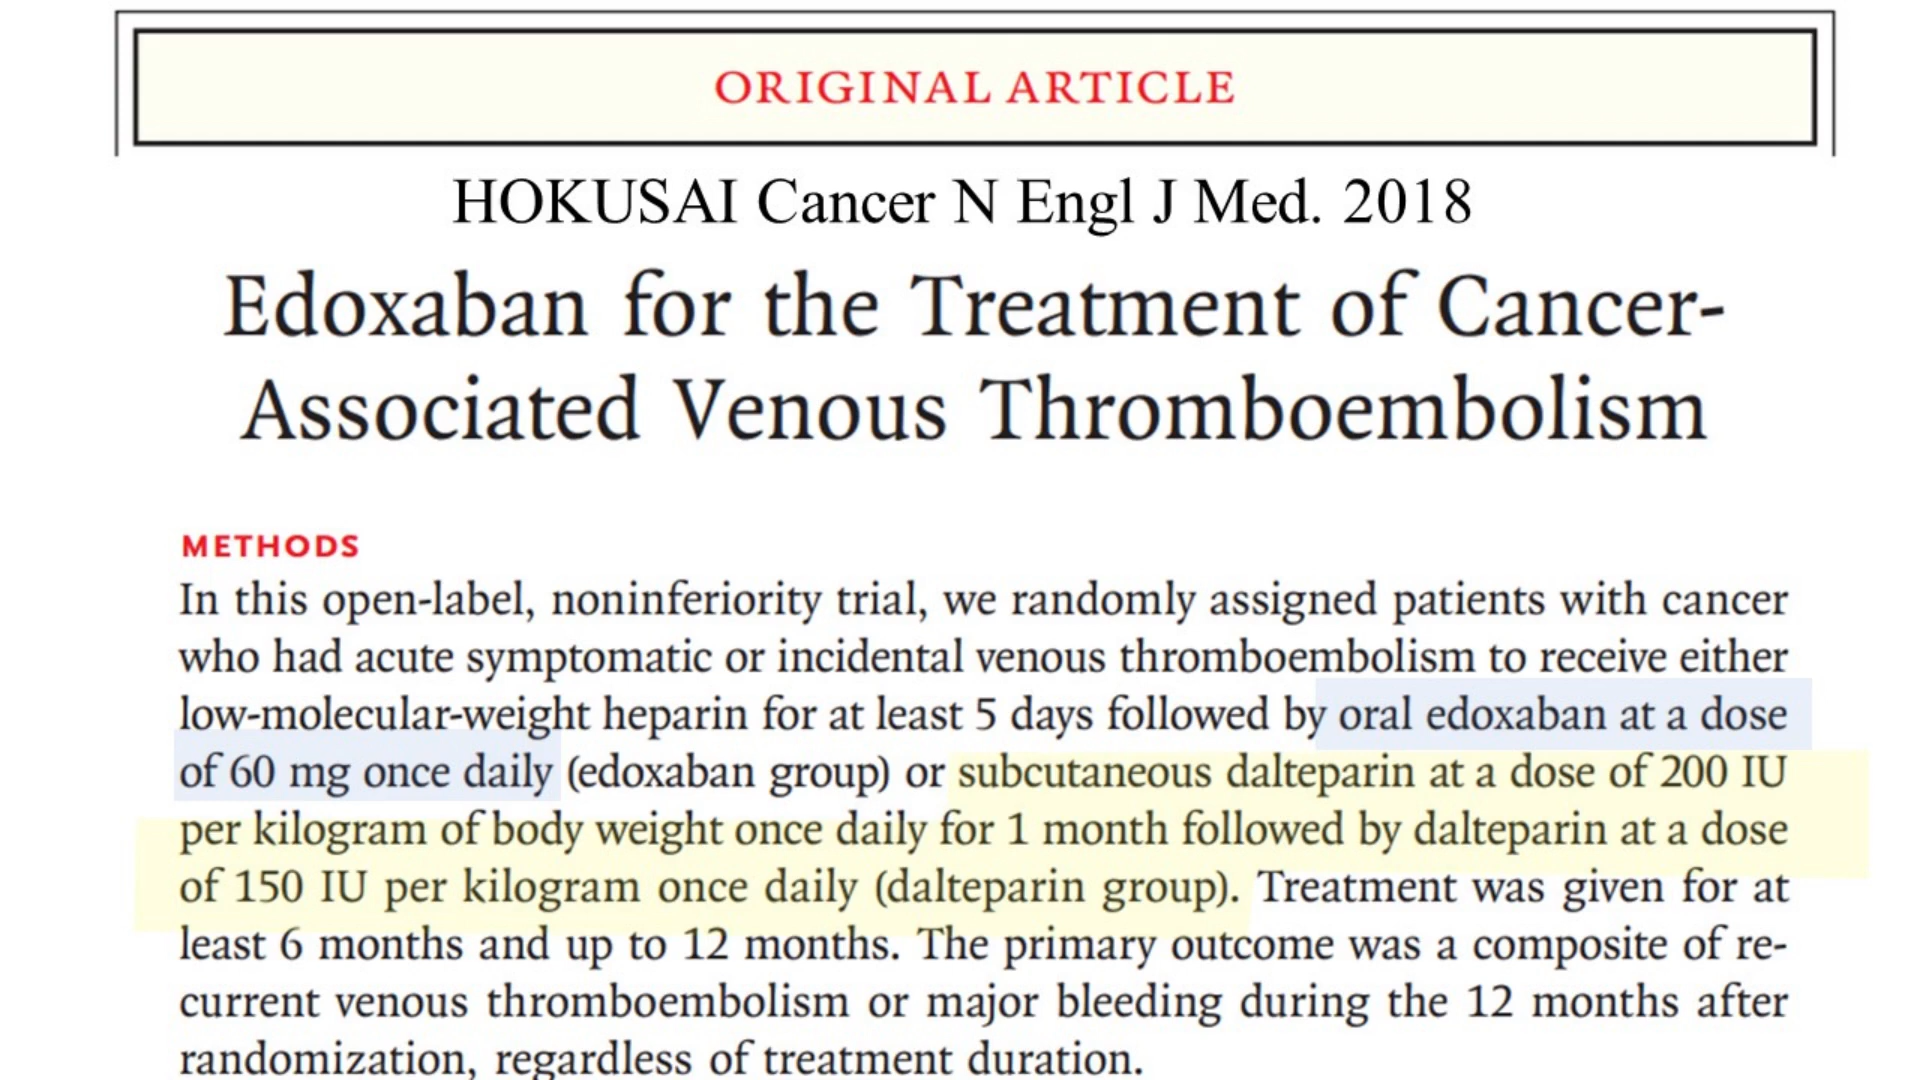 ORIGINAL ARTICLE
HOKUSAI Cancer N Engl J Med. 2018
Edoxaban for the Treatment of Cancer-
Associated Venous Thromboembolism
METHODS
In this open-label, noninferiority trial, we randomly assigned patients with cancer
who had acute symptomatic or incidental venous thromboembolism to receive either
low-molecular-weight heparin for at least 5 days followed by oral edoxaban at a dose
of 60 mg once daily (edoxaban group) or subcutaneous dalteparin at a dose of 200 IU
per kilogram of body weight once daily for 1 month followed by dalteparin at a dose
of 150 IU per kilogram once daily (dalteparin group). Treatment was given for at
least 6 months and up to 12 months. The primary outcome was a composite of re-
current venous thromboembolism or major bleeding during the 12 months after
randomization, regardless of treatment duration.